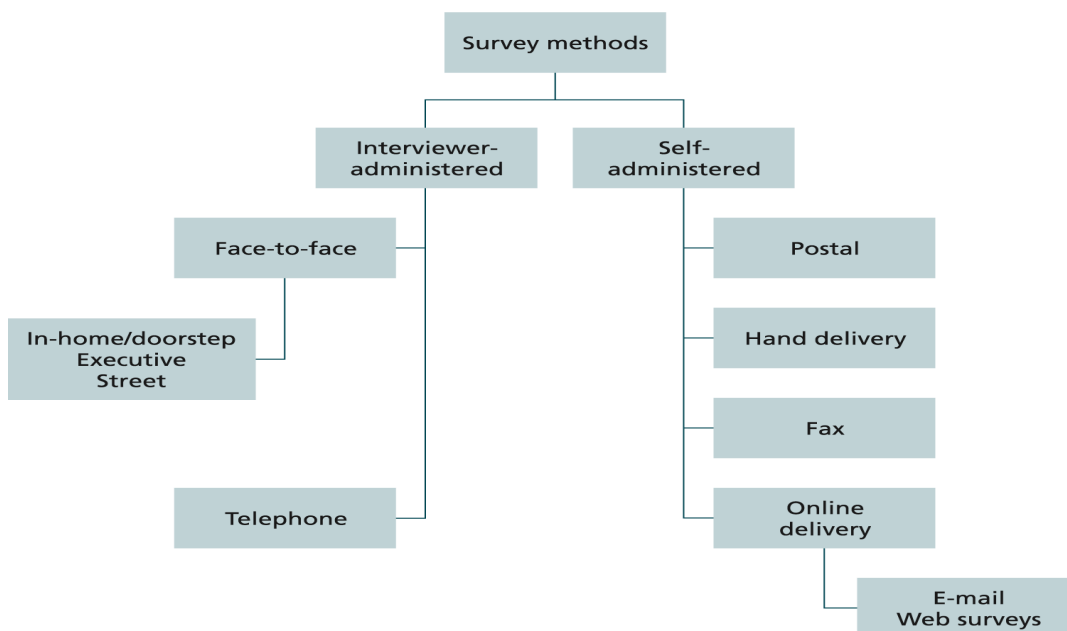 Survey methods
Interviewer-
administered
Self-
administered
Face-to-face
Postal
In-home/doorstep
Executive
Street
Hand delivery
Fax
Telephone
Online
delivery
E-mail
Web surveys